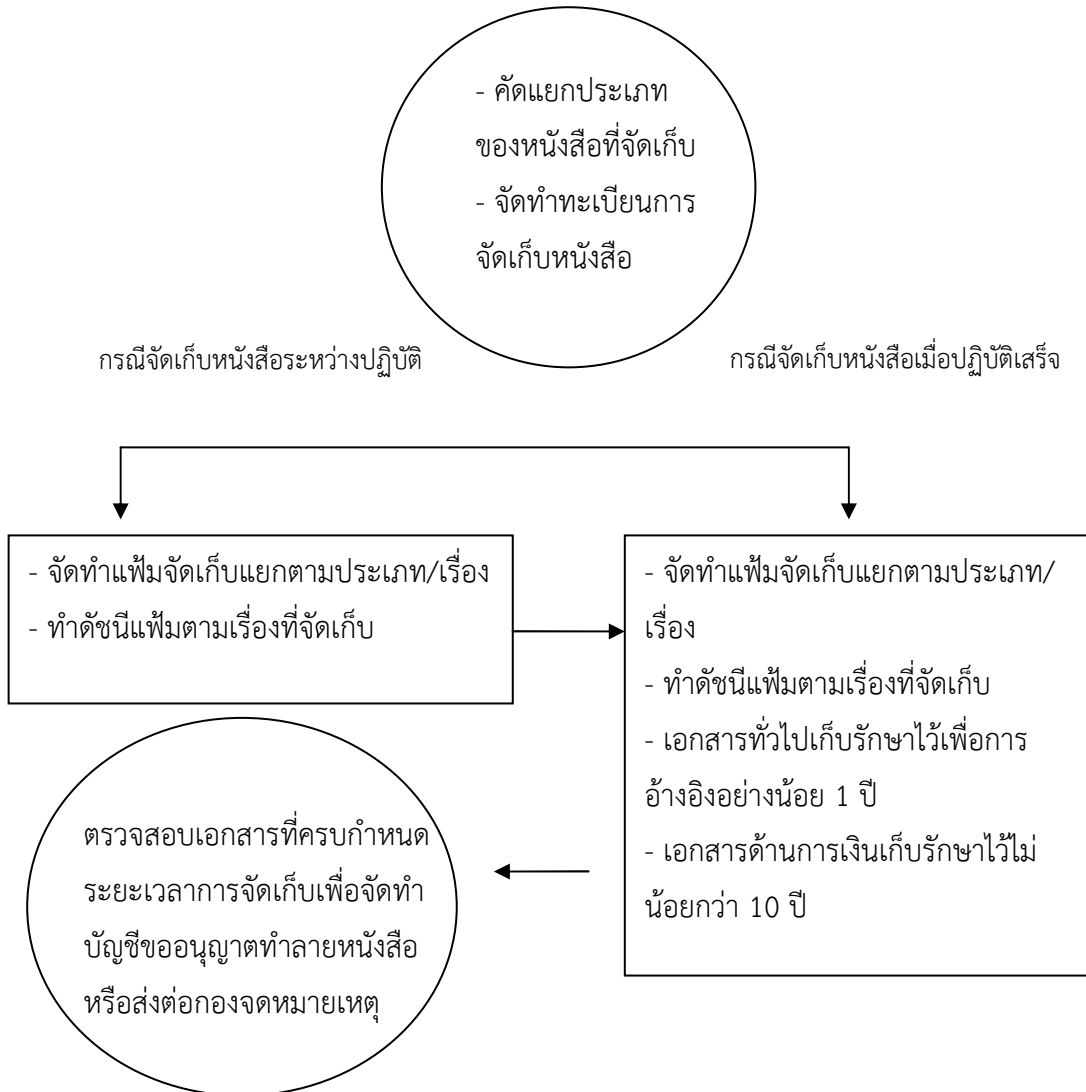 - คัดแยกประเภท
ของหนังสือที่จัดเก็บ
- จัดทำทะเบียนการ
จัดเก็บหนังสือ
กรณีจัดเก็บหนังสือระหว่างปฏิบัติ
กรณีจัดเก็บหนังสือเมื่อปฏิบัติเสร็จ
- จัดทำแฟ้มจัดเก็บแยกตามประเภท/เรื่อง
- ทำดัชนีแฟ้มตามเรื่องที่จัดเก็บ
- จัดทำแฟ้มจัดเก็บแยกตามประเภท/
เรื่อง
- ทำดัชนีแฟ้มตามเรื่องที่จัดเก็บ
- เอกสารทั่วไปเก็บรักษาไว้เพื่อการ
อ้างอิงอย่างน้อย 1 ปี
- เอกสารด้านการเงินเก็บรักษาไว้ไม่
น้อยกว่า 10 ปี
ตรวจสอบเอกสารที่ครบกำหนด
ระยะเวลาการจัดเก็บเพื่อจัดทำ
บัญชีขออนุญาตทำลายหนังสือ
หรือส่งต่อกองจดหมายเหตุ